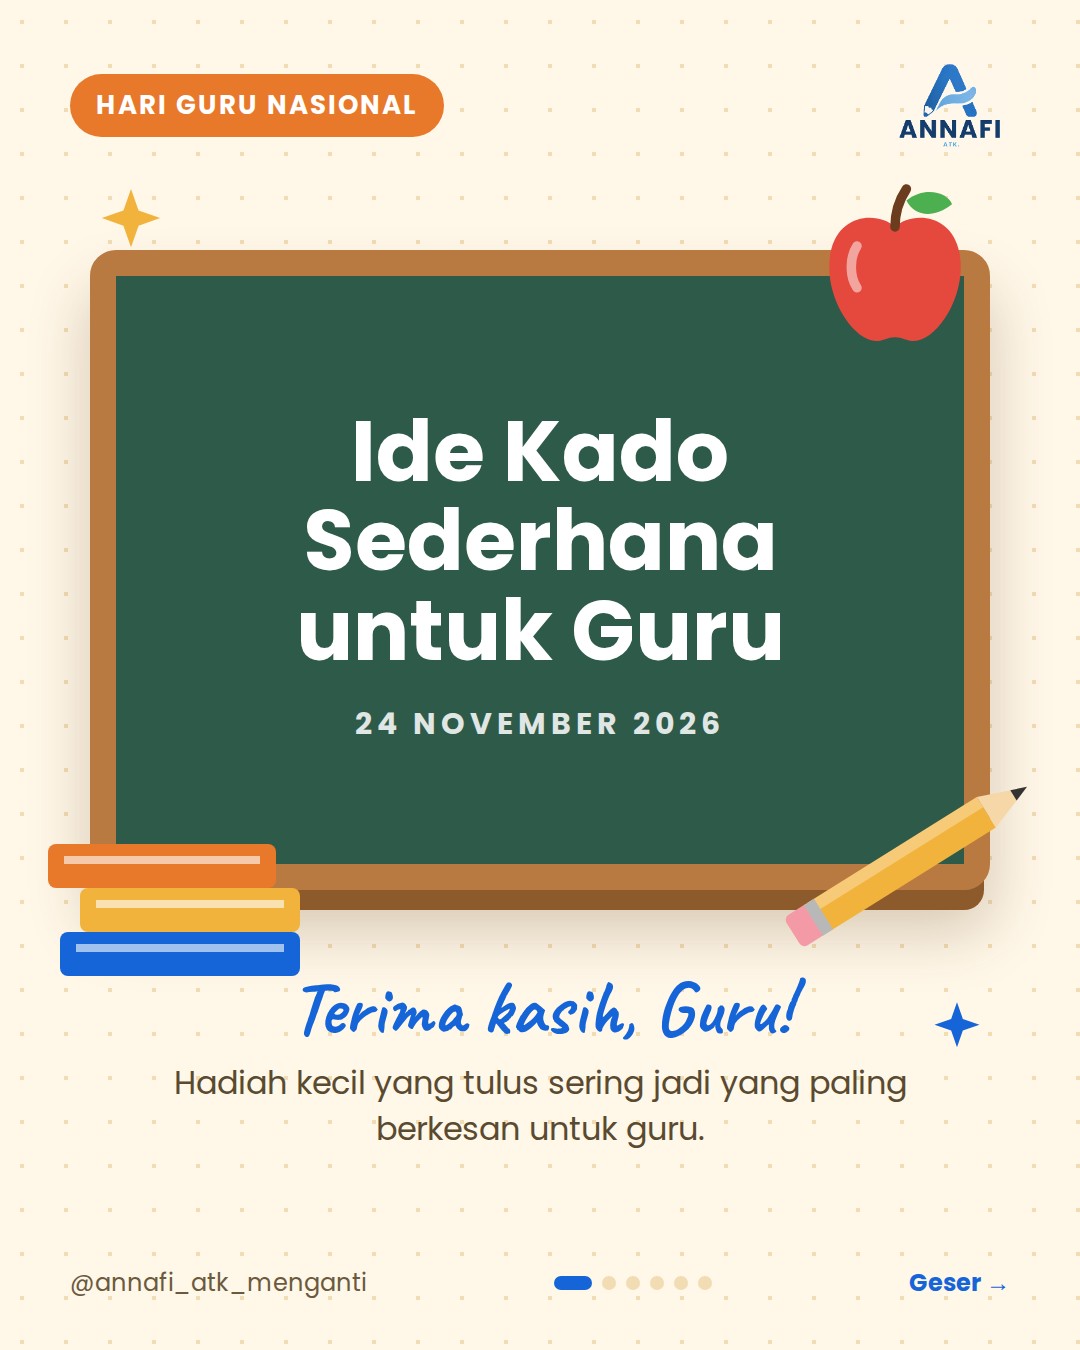 HARI GURU NASIONAL
ANNAFI
ATK.
Ide Kado
Sederhana
untuk Guru
24 NOVEMBER 2026
Terima kasih, Guru!
Hadiah kecil yang tulus sering jadi yang paling
berkesan untuk guru.
@annafi_atk_menganti
Geser →